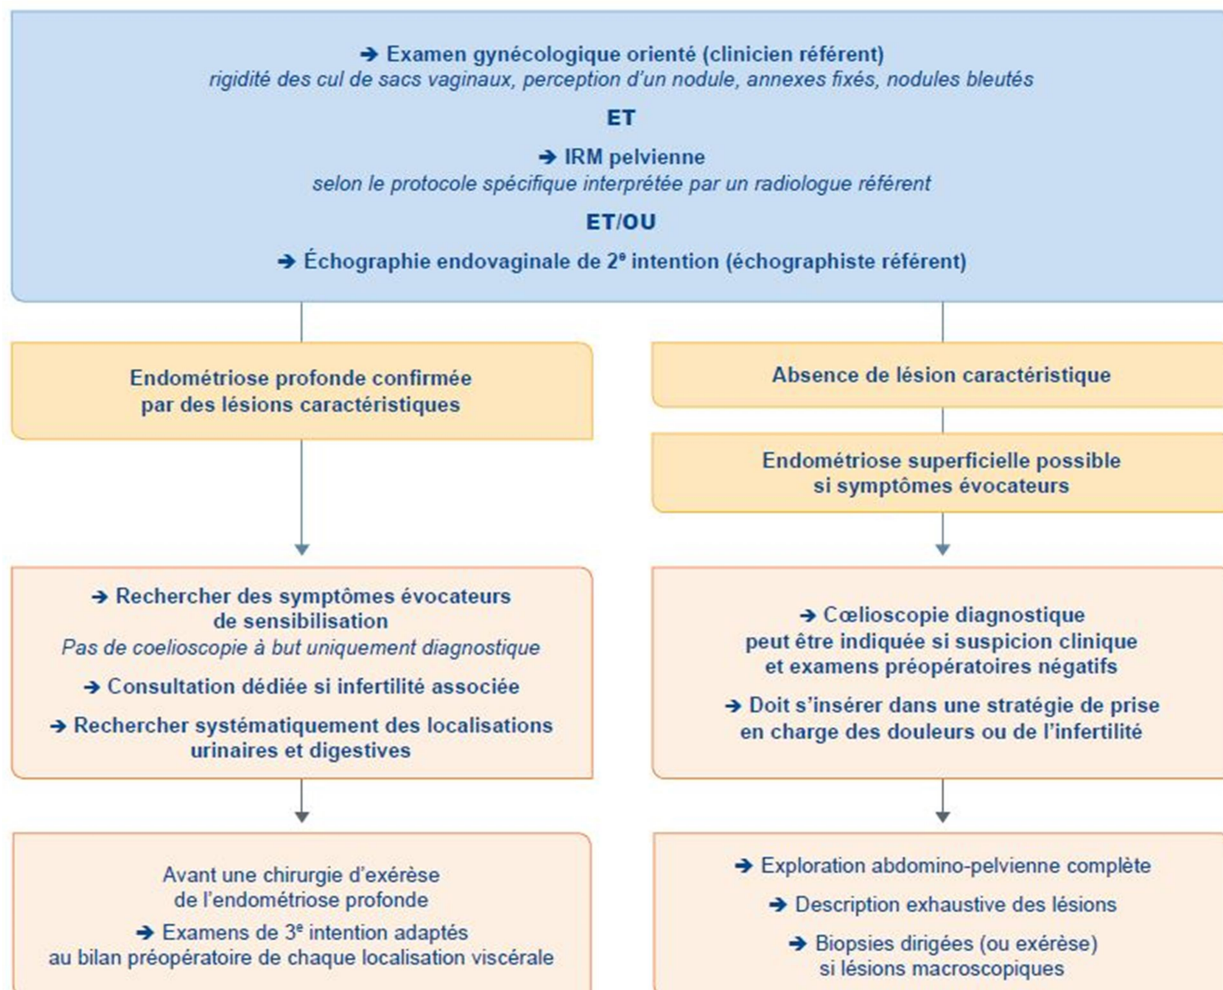 ➔ Examen gynécologique orienté (clinicien référent)
rigidité des cul de sacs vaginaux, perception d’un nodule, annexes fixés, nodules bleutés
ET
➔ IRM pelvienne
selon le protocole spécifique interprétée par un radiologue référent
ET/OU
➔ Échographie endovaginale de 2ᵉ intention (échographiste référent)
Endométriose profonde confirmée
par des lésions caractéristiques
➔ Rechercher des symptômes évocateurs
de sensibilisation
Pas de coelioscopie à but uniquement diagnostique
➔ Consultation dédiée si infertilité associée
➔ Rechercher systématiquement des localisations
urinaires et digestives
Avant une chirurgie d’exérèse
de l’endométriose profonde
➔ Examens de 3ᵉ intention adaptés
au bilan préopératoire de chaque localisation viscérale
Absence de lésion caractéristique
Endométriose superficielle possible
si symptômes évocateurs
➔ Cœlioscopie diagnostique
peut être indiquée si suspicion clinique
et examens préopératoires négatifs
➔ Doit s’insérer dans une stratégie de prise
en charge des douleurs ou de l’infertilité
➔ Exploration abdomino-pelvienne complète
➔ Description exhaustive des lésions
➔ Biopsies dirigées (ou exérèse)
si lésions macroscopiques